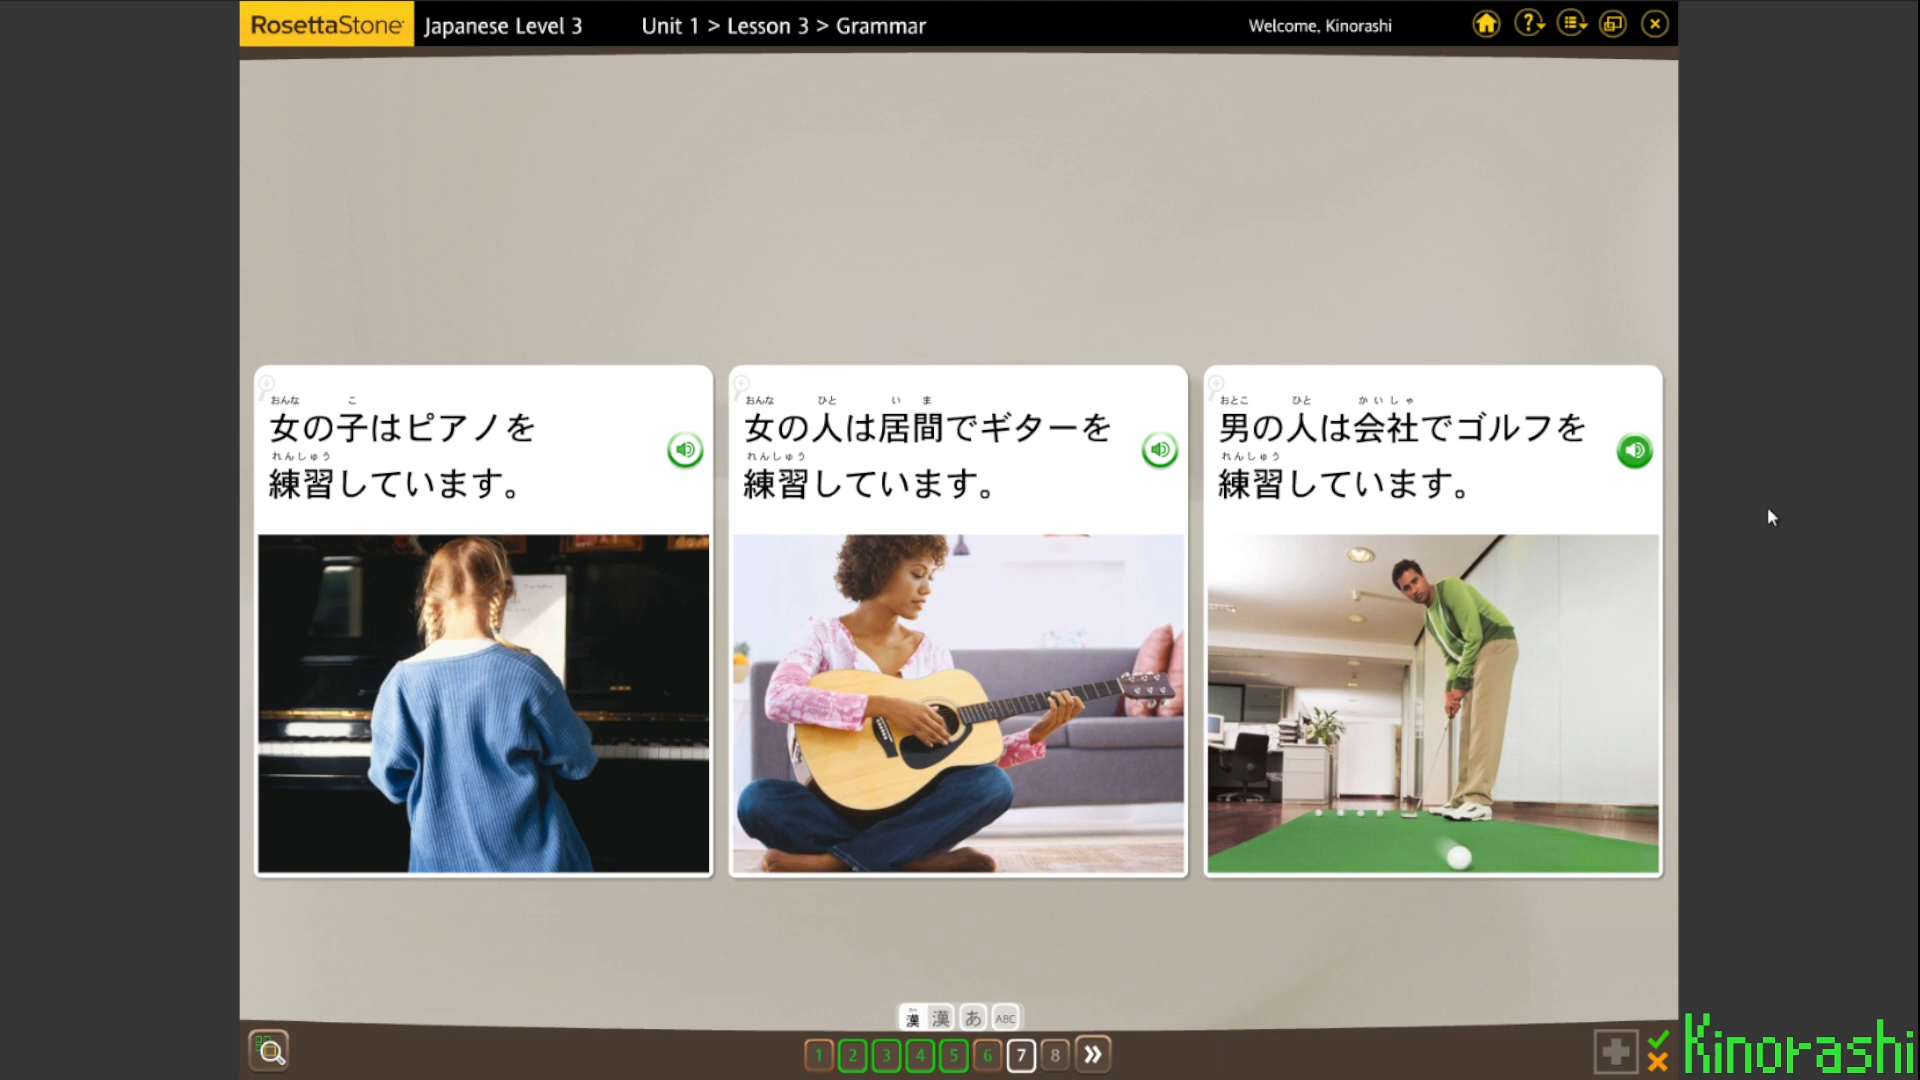 RosettaStone
Japanese Level 3
Unit 1 > Lesson 3 > Grammar
Welcome, Kinorashi
おんな こ
女の子はピアノを
れんしゅう
練習しています。
おんな ひと い ま
女の人は居間でギターを
れんしゅう
練習しています。
おとこ ひと かいしゃ
男の人は会社でゴルフを
れんしゅう
練習しています。
漢 漢 あ ABC
1 2 3 4 5 6 7 8
Kinorashi